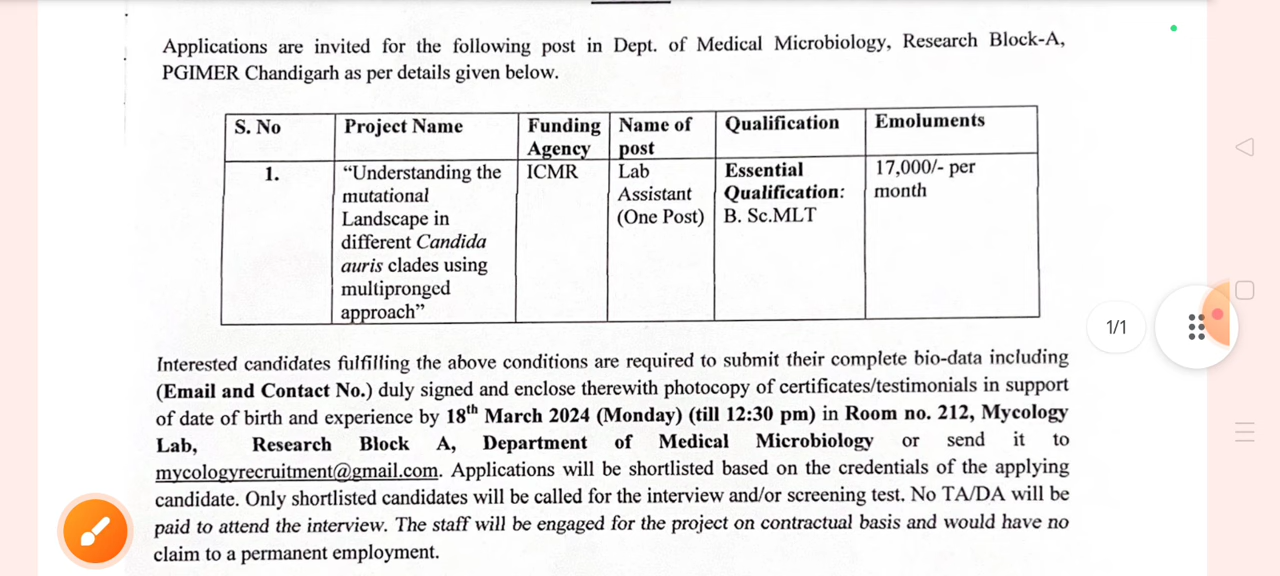 Applications are invited for the following post in Dept. of Medical Microbiology, Research Block-A,
PGIMER Chandigarh as per details given below.
S. No
Project Name
Funding
Agency
Name of
post
Qualification
Emoluments
1.
“Understanding the
mutational
Landscape in
different Candida
auris clades using
multipronged
approach”
ICMR
Lab
Assistant
(One Post)
Essential
Qualification:
B. Sc.MLT
17,000/- per
month
Interested candidates fulfilling the above conditions are required to submit their complete bio-data including
(Email and Contact No.) duly signed and enclose therewith photocopy of certificates/testimonials in support
of date of birth and experience by 18th March 2024 (Monday) (till 12:30 pm) in Room no. 212, Mycology
Lab, Research Block A, Department of Medical Microbiology or send it to
mycologyrecruitment@gmail.com. Applications will be shortlisted based on the credentials of the applying
candidate. Only shortlisted candidates will be called for the interview and/or screening test. No TA/DA will be
paid to attend the interview. The staff will be engaged for the project on contractual basis and would have no
claim to a permanent employment.
1/1